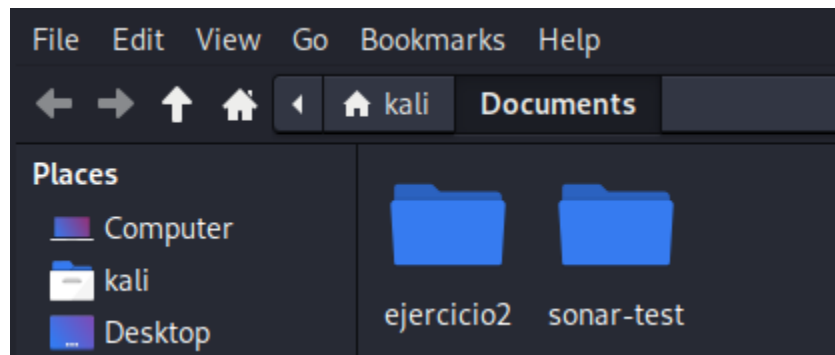 File Edit View Go Bookmarks Help
kali Documents
Places
Computer
kali
Desktop
ejercicio2 sonar-test